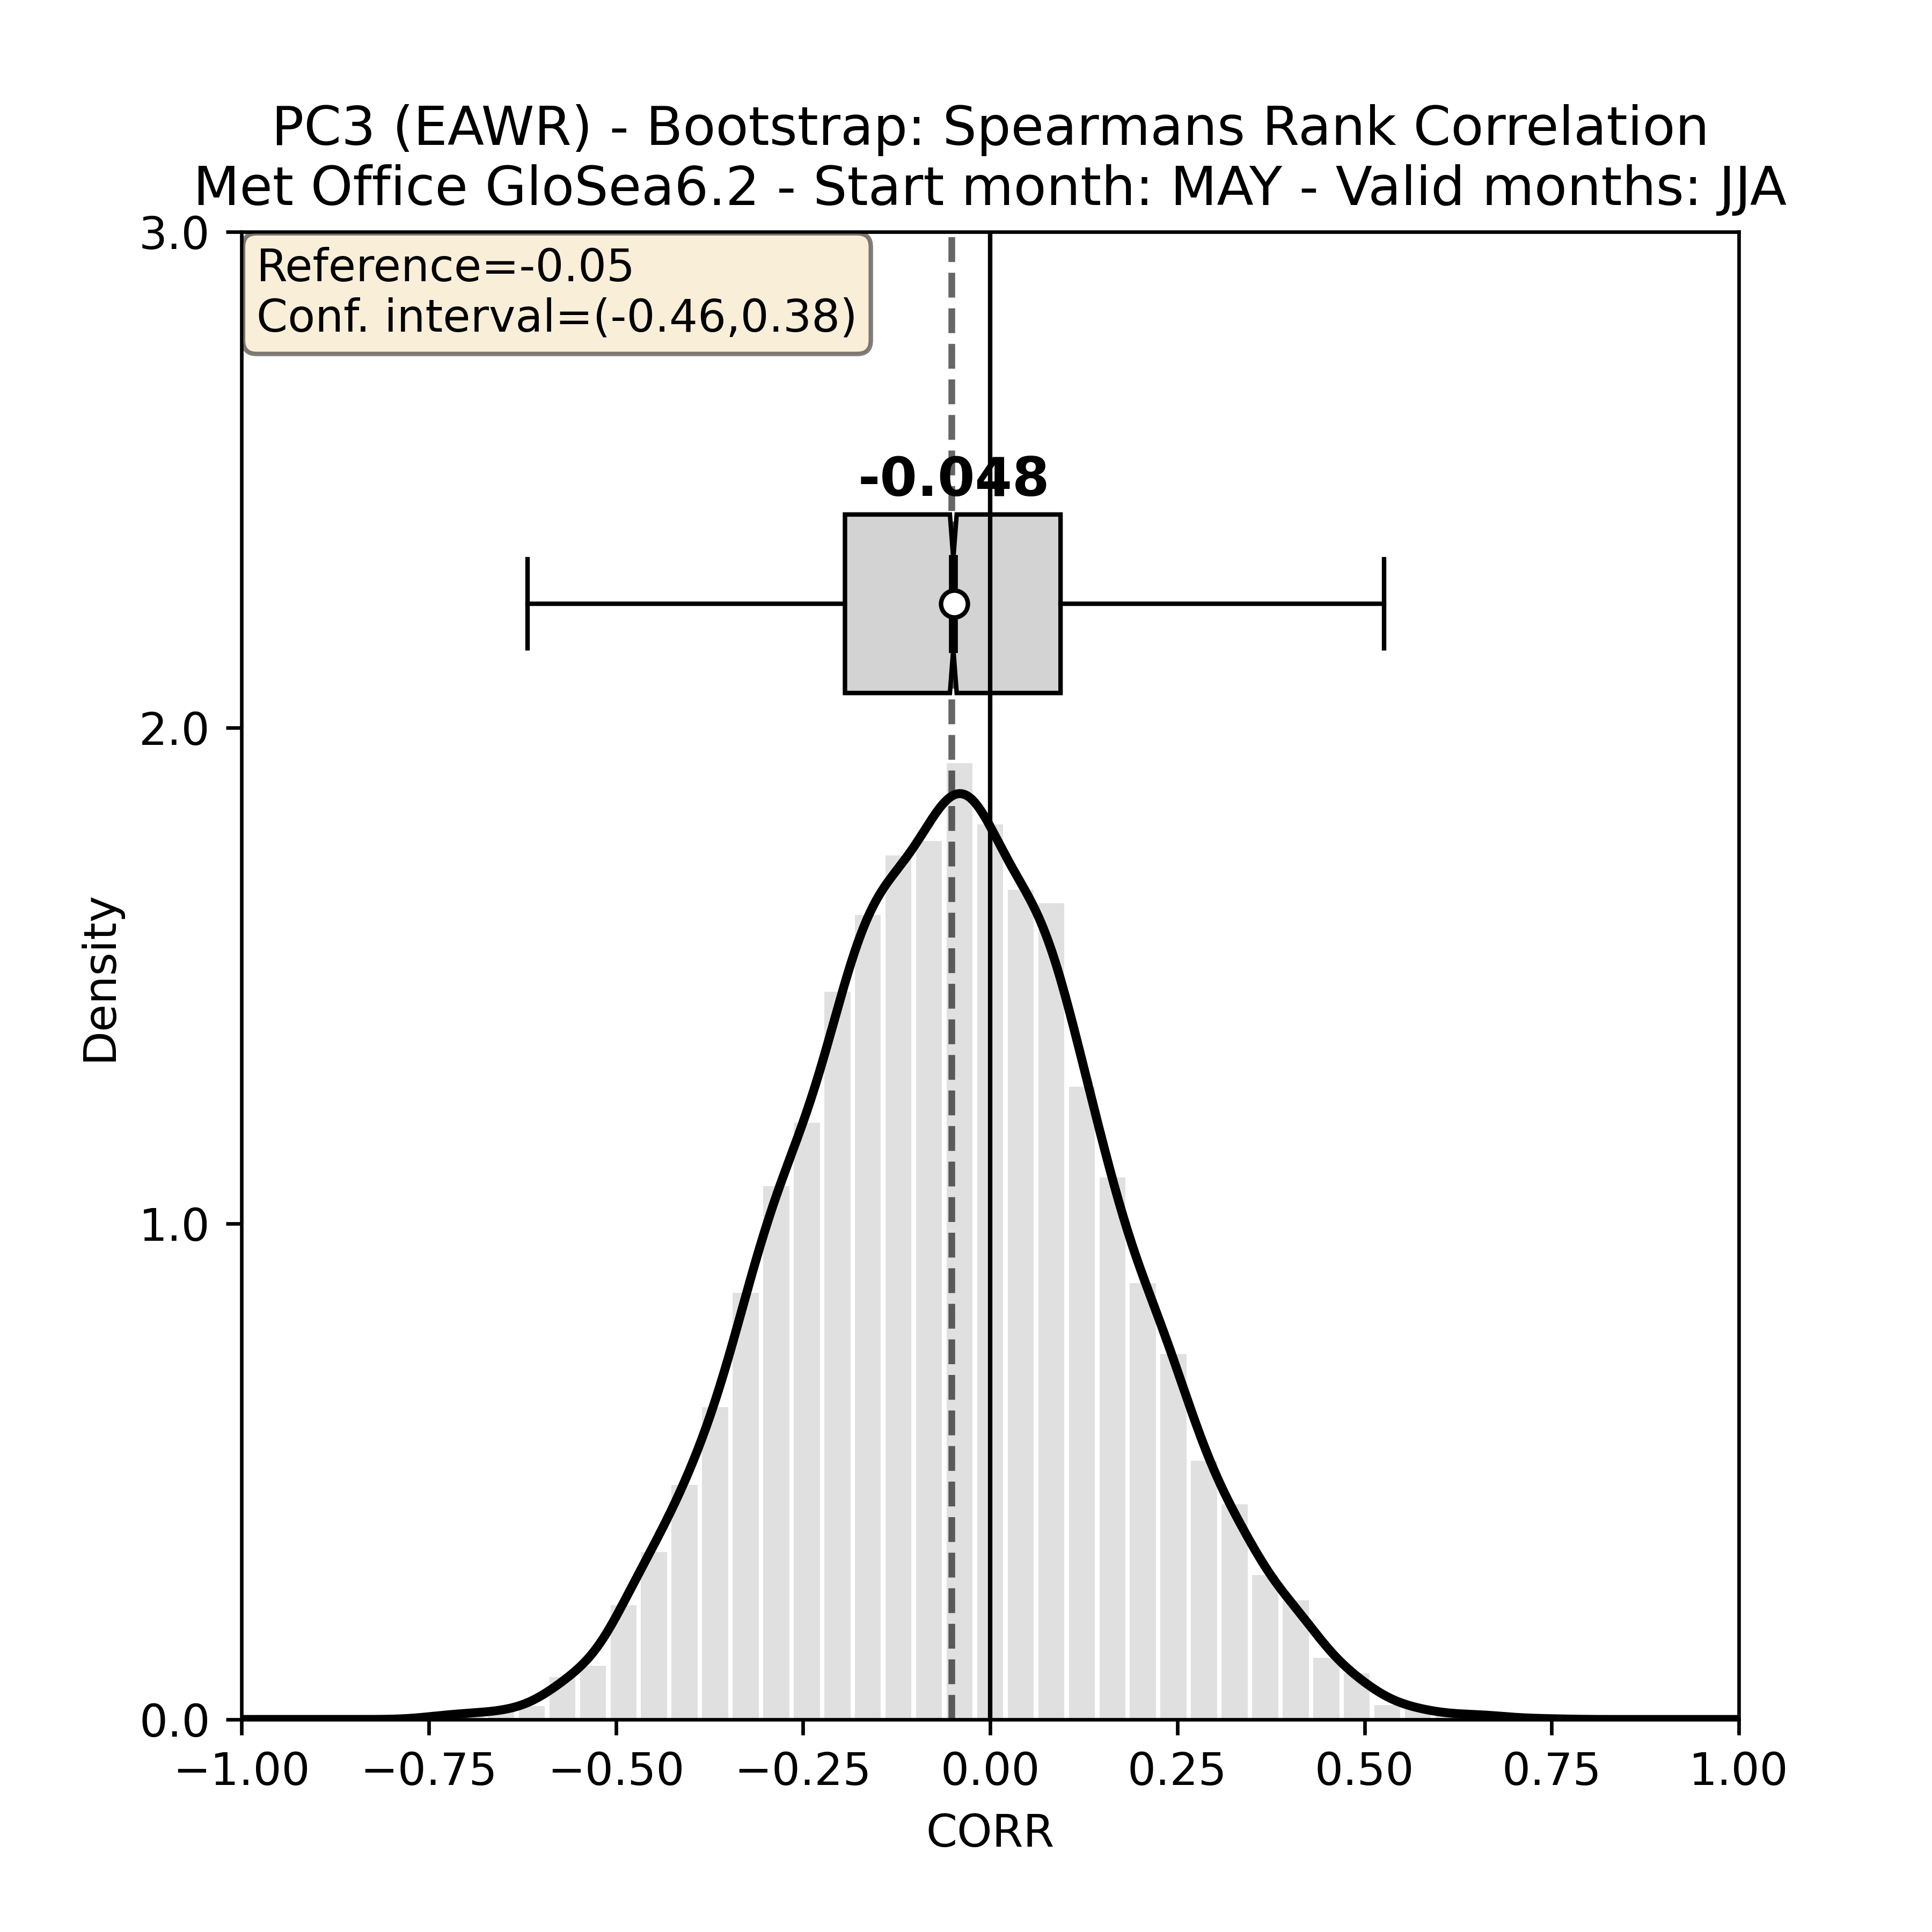 PC3 (EAWR) - Bootstrap: Spearmans Rank Correlation
Met Office GloSea6.2 - Start month: MAY - Valid months: JJA
Reference=-0.05
Conf. interval=(-0.46,0.38)
-0.048
3.0
2.0
1.0
0.0
Density
−1.00 −0.75 −0.50 −0.25 0.00 0.25 0.50 0.75 1.00
CORR